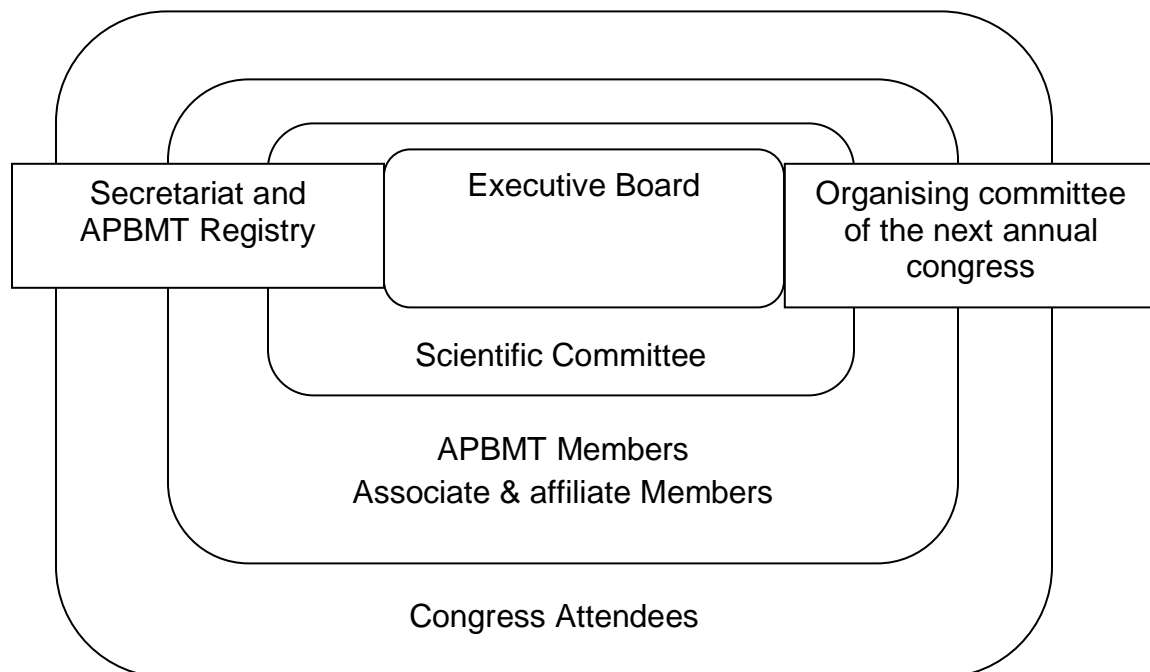 Secretariat and
APBMT Registry
Executive Board
Organising committee
of the next annual
congress
Scientific Committee
APBMT Members
Associate & affiliate Members
Congress Attendees